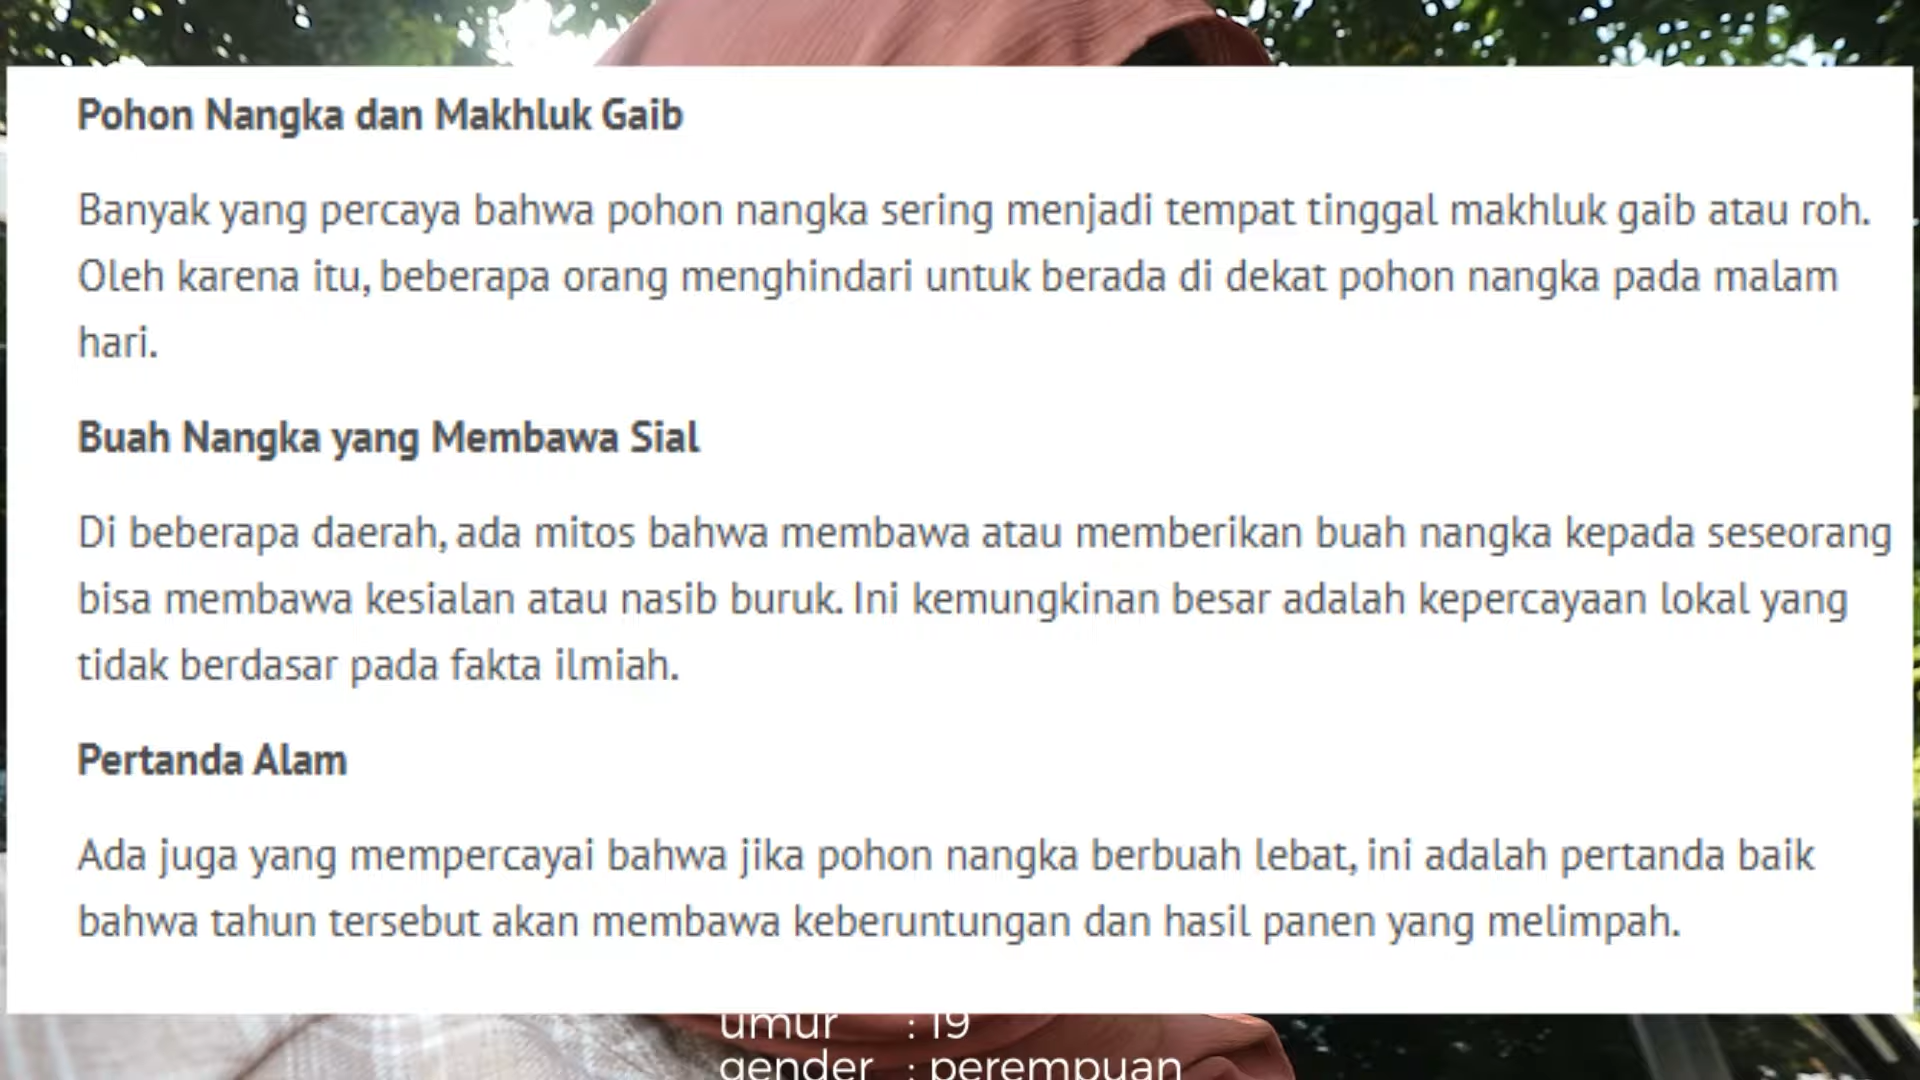 Pohon Nangka dan Makhluk Gaib
Banyak yang percaya bahwa pohon nangka sering menjadi tempat tinggal makhluk gaib atau roh.
Oleh karena itu, beberapa orang menghindari untuk berada di dekat pohon nangka pada malam
hari.
Buah Nangka yang Membawa Sial
Di beberapa daerah, ada mitos bahwa membawa atau memberikan buah nangka kepada seseorang
bisa membawa kesialan atau nasib buruk. Ini kemungkinan besar adalah kepercayaan lokal yang
tidak berdasar pada fakta ilmiah.
Pertanda Alam
Ada juga yang mempercayai bahwa jika pohon nangka berbuah lebat, ini adalah pertanda baik
bahwa tahun tersebut akan membawa keberuntungan dan hasil panen yang melimpah.
umur : 19
gender : perempuan